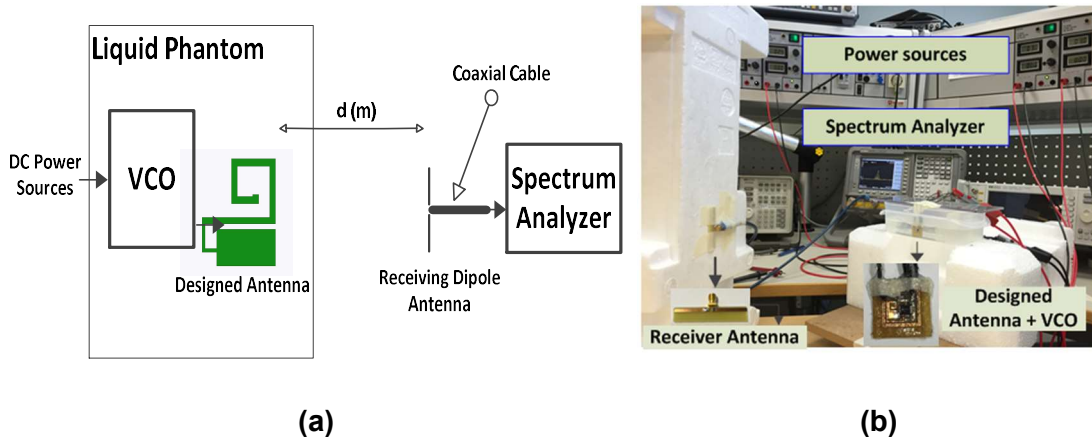 Liquid Phantom
Coaxial Cable
d (m)
DC Power
Sources
VCO
Spectrum
Analyzer
Designed Antenna
Receiving Dipole
Antenna
Power sources
Spectrum Analyzer
Receiver Antenna
Designed
Antenna + VCO
(a)
(b)